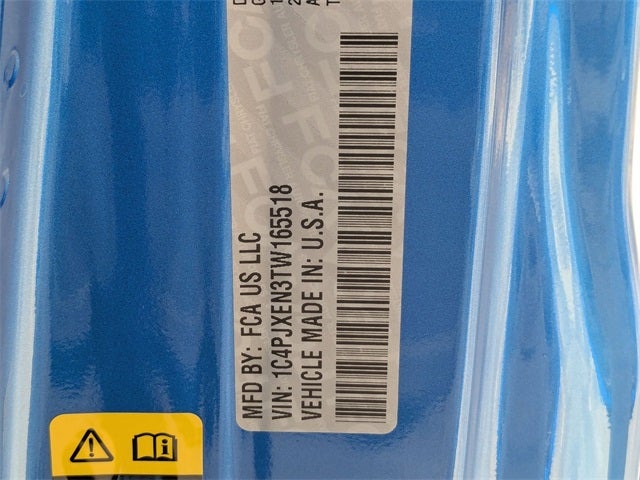 MFD BY: FCA US LLC
VIN: 1C4PJXEN3TW165518
VEHICLE MADE IN: U.S.A.